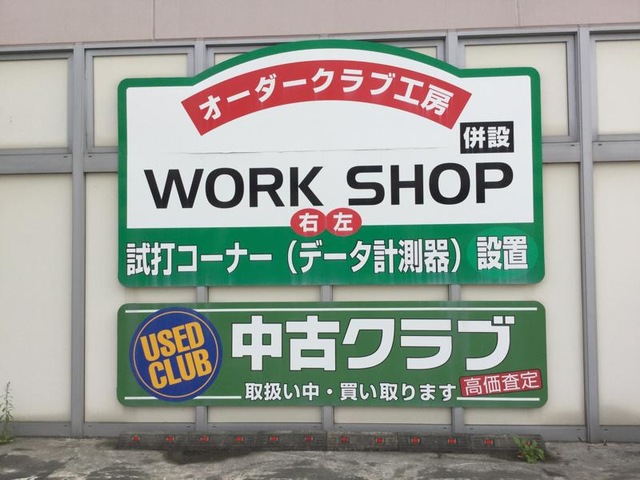 オーダークラブ工房
併設
WORK SHOP
右 左
試打コーナー（データ計測器）設置
USED
CLUB
中古クラブ
取扱い中・買い取ります
高価査定